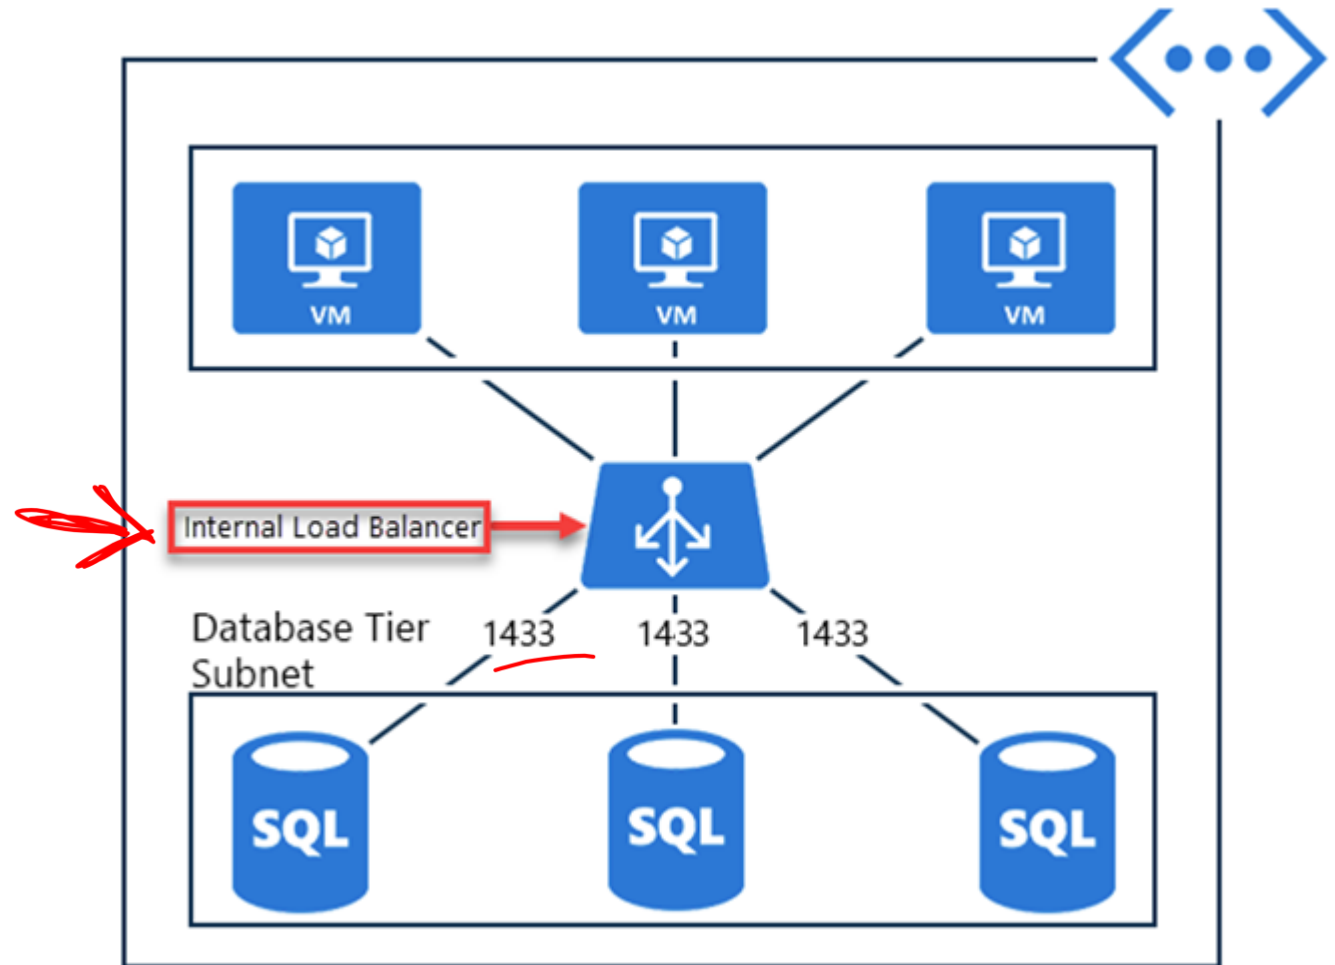 VM
VM
VM
Internal Load Balancer
Database Tier
Subnet
1433
1433
1433
SQL
SQL
SQL